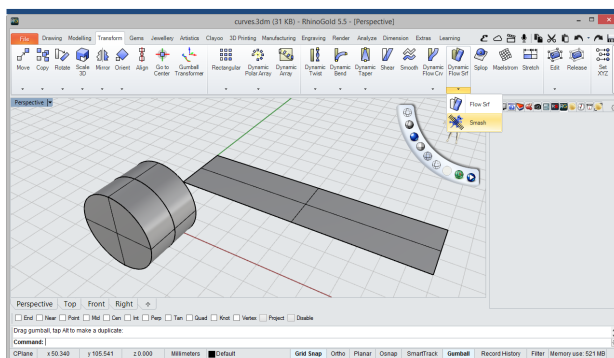 curves.3dm (31 KB) - RhinoGold 5.5 - [Perspective]
File Drawing Modelling Transform Gems Jewellery Artistics Clayoo 3D Printing Manufacturing Engraving Render Analyze Dimension Extras Learning
Move Copy Rotate Scale 3D Mirror Orient Align Go to Center Gumball Transformer Rectangular Dynamic Polar Array Dynamic Array Dynamic Twist Dynamic Bend Dynamic Taper Shear Smooth Dynamic Flow Crv Dynamic Flow Srf Splop Maelstrom Stretch Edit Release Set XYZ
Perspective
Flow Srf
Smash
Perspective Top Front Right
End Near Point Mid Cen Int Perp Tan Quad Knot Vertex Project Disable
Drag gumball, tap Alt to make a duplicate:
Command:
CPlane x 50.340 y 105.541 z 0.000 Millimeters Default Grid Snap Ortho Planar Osnap SmartTrack Gumball Record History Filter Memory use: 521 MB